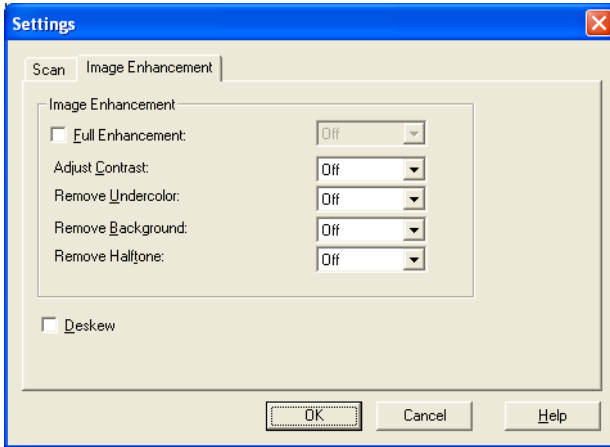 Settings
Scan Image Enhancement
Image Enhancement
Full Enhancement: Off
Adjust Contrast: Off
Remove Undercolor: Off
Remove Background: Off
Remove Halftone: Off
Deskew
OK Cancel Help